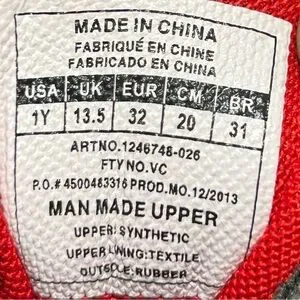 MADE IN CHINA
FABRIQUÉ EN CHINE
FABRICADO EN CHINA
USA UK EUR CM BR
1Y 13.5 32 20 31
ARTNO.1246748-026
FTY NO.VC
P.O.# 4500483316 PROD.MO.12/2013
MAN MADE UPPER
UPPER: SYNTHETIC
UPPER LINING: TEXTILE
OUTSOLE: RUBBER